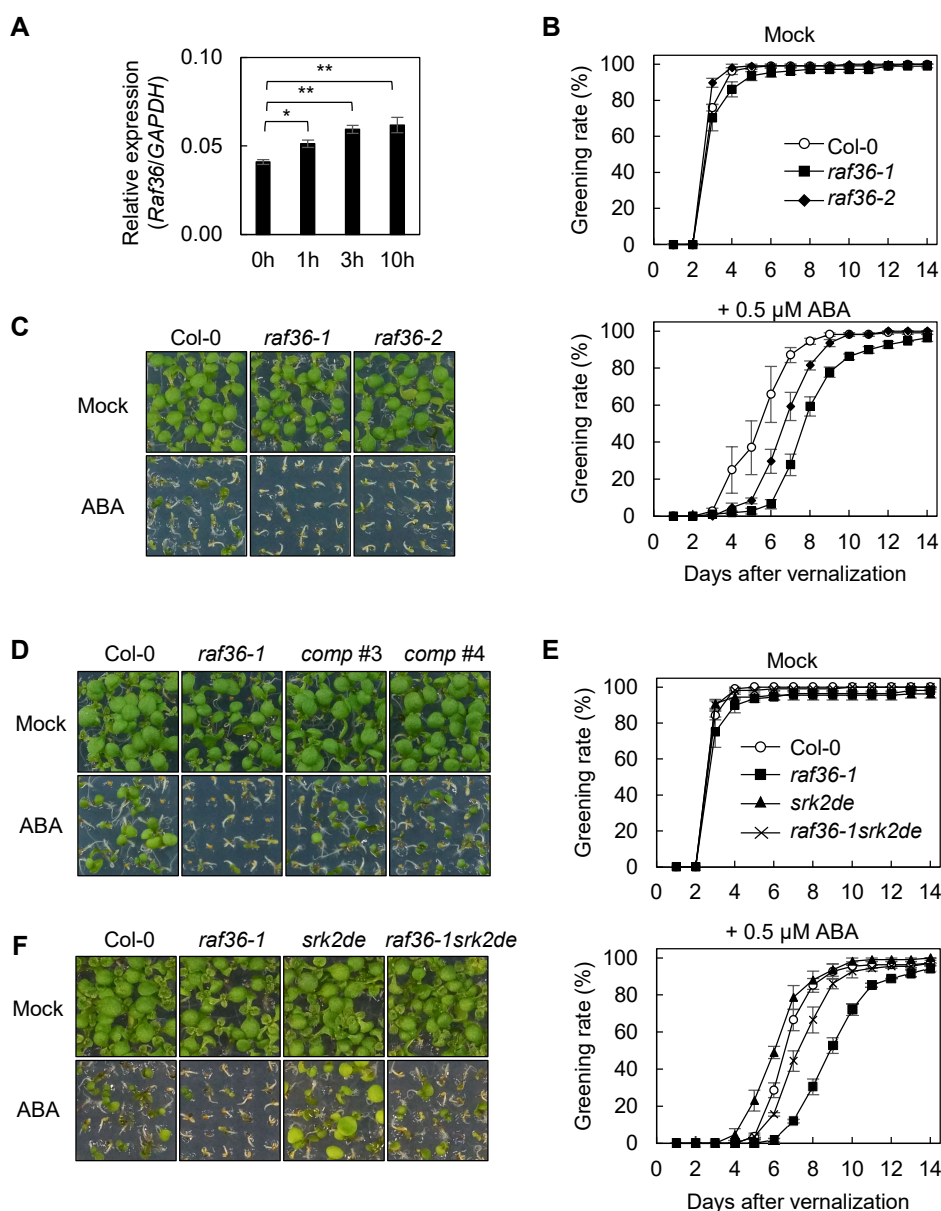 A
Relative expression
(Raf36/GAPDH)
0.10
0.05
0.00
**
**
*
0h 1h 3h 10h
B
Mock
Greening rate (%)
100
80
60
40
20
0
Col-0
raf36-1
raf36-2
0 2 4 6 8 10 12 14
+ 0.5 µM ABA
Greening rate (%)
100
80
60
40
20
0
0 2 4 6 8 10 12 14
Days after vernalization
C
Col-0 raf36-1 raf36-2
Mock
ABA
D
Col-0 raf36-1 comp #3 comp #4
Mock
ABA
E
Mock
Greening rate (%)
100
80
60
40
20
0
Col-0
raf36-1
srk2de
raf36-1srk2de
0 2 4 6 8 10 12 14
+ 0.5 µM ABA
Greening rate (%)
100
80
60
40
20
0
0 2 4 6 8 10 12 14
Days after vernalization
F
Col-0 raf36-1 srk2de raf36-1srk2de
Mock
ABA